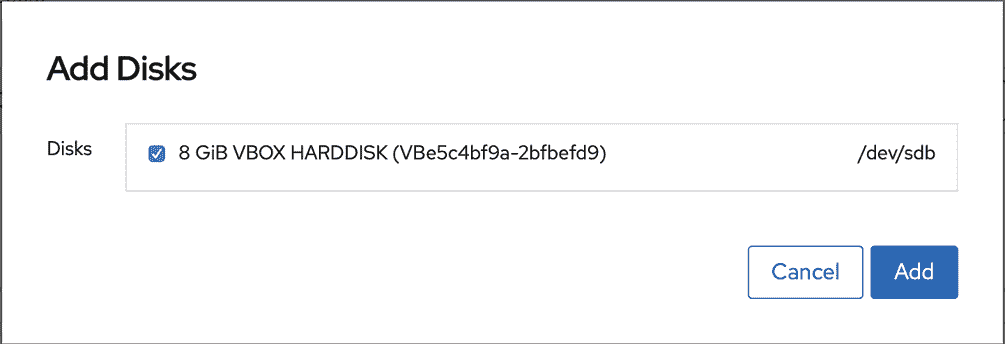 Add Disks
Disks 8 GiB VBOX HARDDISK (VBe5c4bf9a-2bfbefd9) /dev/sdb
Cancel Add